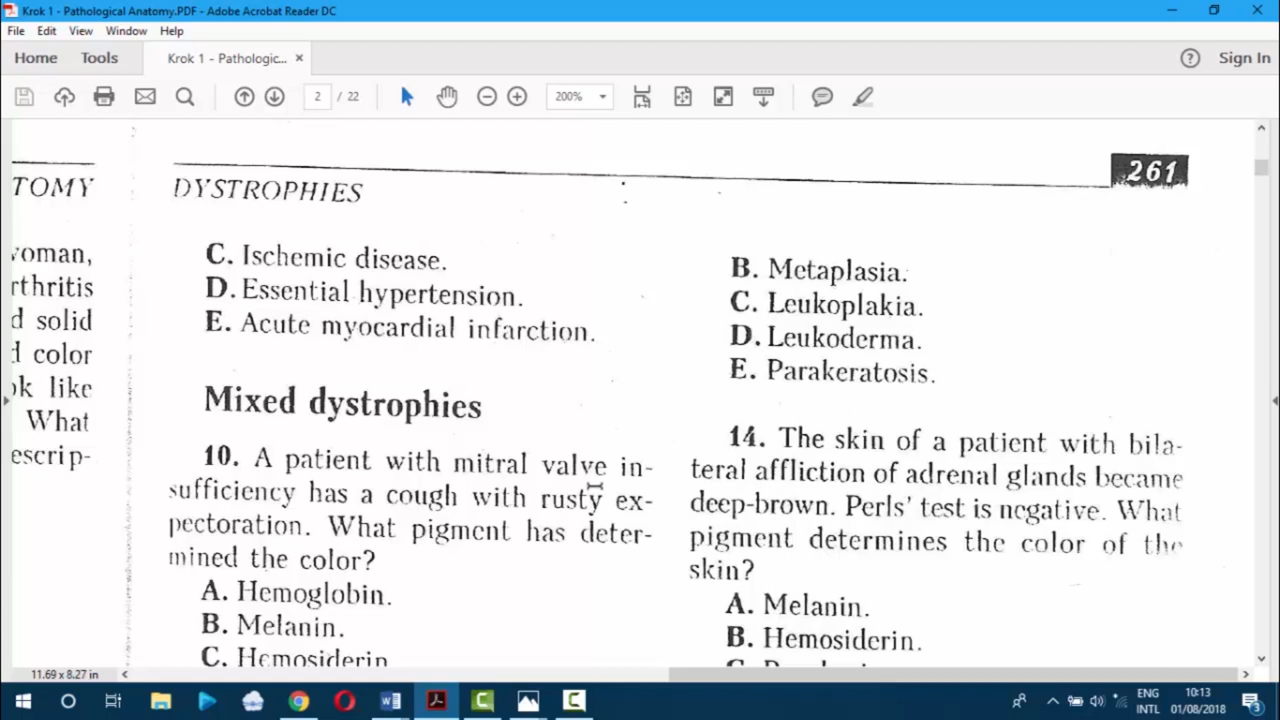 Krok 1 - Pathological Anatomy.PDF - Adobe Acrobat Reader DC
File Edit View Window Help
Home Tools Krok 1 - Pathologic... × Sign In
2 / 22 200%
TOMY
woman,
rthritis
d solid
d color
ok like
What
escrip-
DYSTROPHIES 261
C. Ischemic disease.
D. Essential hypertension.
E. Acute myocardial infarction.
Mixed dystrophies
10. A patient with mitral valve in-
sufficiency has a cough with rusty ex-
pectoration. What pigment has deter-
mined the color?
A. Hemoglobin.
B. Melanin.
C. Hemosiderin
B. Metaplasia.
C. Leukoplakia.
D. Leukoderma.
E. Parakeratosis.
14. The skin of a patient with bila-
teral affliction of adrenal glands became
deep-brown. Perls' test is negative. What
pigment determines the color of the
skin?
A. Melanin.
B. Hemosiderin.
11.69 x 8.27 in
ENG 10:13
INTL 01/08/2018 3